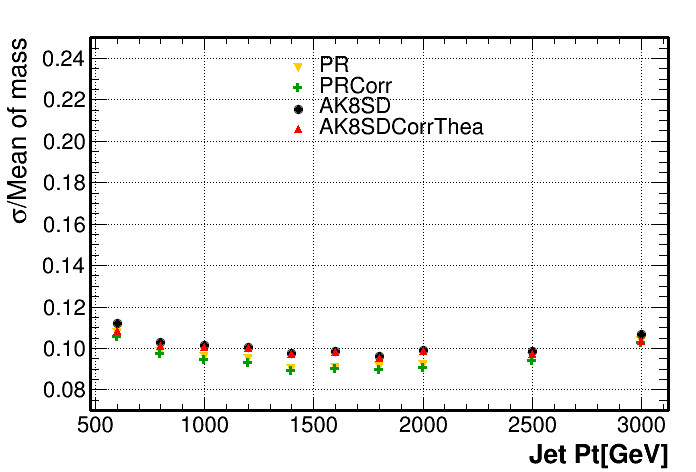 σ/Mean of mass
0.24
0.22
0.20
0.18
0.16
0.14
0.12
0.10
0.08
PR
PRCorr
AK8SD
AK8SDCorrThea
500 1000 1500 2000 2500 3000
Jet Pt[GeV]